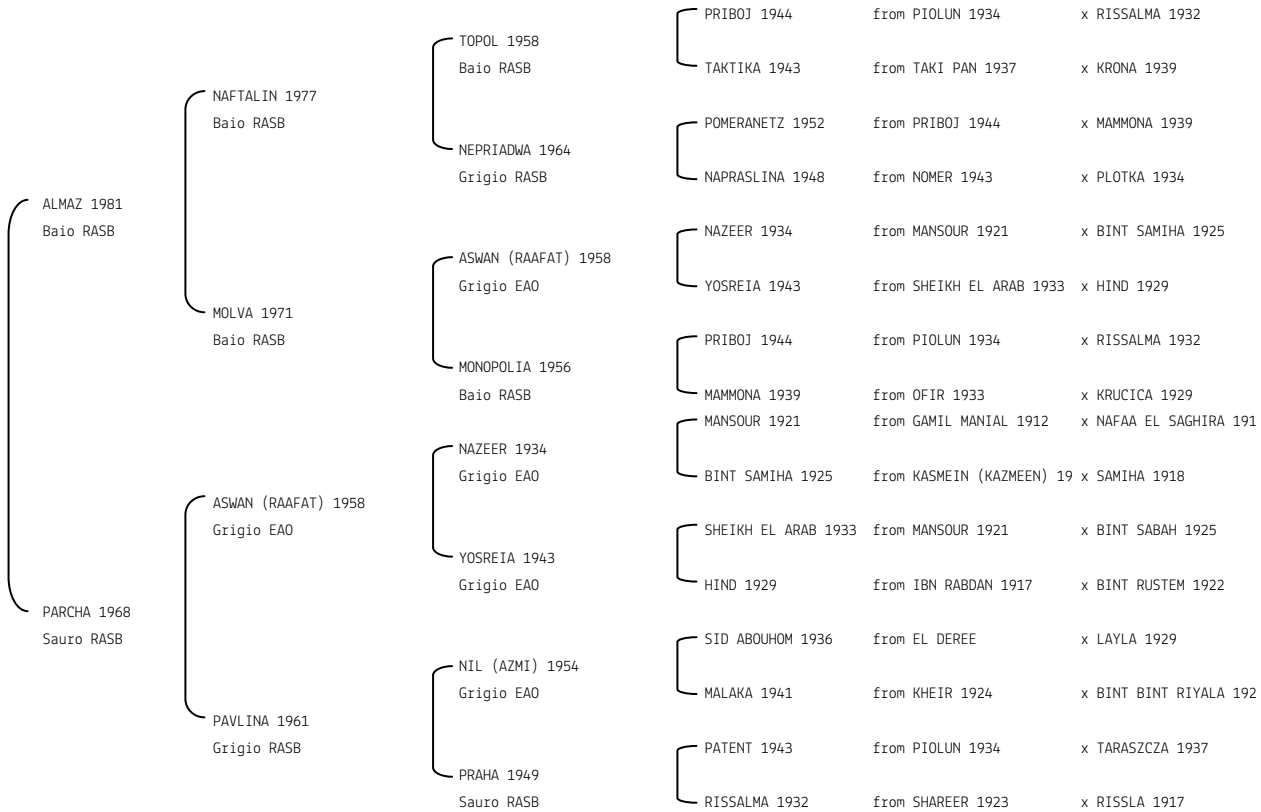 PRIBOJ 1944 from PIOLUN 1934 x RISSALMA 1932
TOPOL 1958
Baio RASB TAKTIKA 1943 from TAKI PAN 1937 x KRONA 1939
NAFTALIN 1977
Baio RASB POMERANETZ 1952 from PRIBOJ 1944 x MAMMONA 1939
NEPRIADWA 1964
Grigio RASB NAPRASLINA 1948 from NOMER 1943 x PLOTKA 1934
ALMAZ 1981
Baio RASB NAZEER 1934 from MANSOUR 1921 x BINT SAMIHA 1925
ASWAN (RAAFAT) 1958
Grigio EAO YOSREIA 1943 from SHEIKH EL ARAB 1933 x HIND 1929
MOLVA 1971
Baio RASB PRIBOJ 1944 from PIOLUN 1934 x RISSALMA 1932
MONOPOLIA 1956
Baio RASB MAMMONA 1939 from OFIR 1933 x KRUCICA 1929
MANSOUR 1921 from GAMIL MANIAL 1912 x NAFAA EL SAGHIRA 191
NAZEER 1934
Grigio EAO BINT SAMIHA 1925 from KASMEIN (KAZMEEN) 19 x SAMIHA 1918
ASWAN (RAAFAT) 1958
Grigio EAO SHEIKH EL ARAB 1933 from MANSOUR 1921 x BINT SABAH 1925
YOSREIA 1943
Grigio EAO HIND 1929 from IBN RABDAN 1917 x BINT RUSTEM 1922
PARCHA 1968
Sauro RASB SID ABOUHOM 1936 from EL DEREE x LAYLA 1929
NIL (AZMI) 1954
Grigio EAO MALAKA 1941 from KHEIR 1924 x BINT BINT RIYALA 192
PAVLINA 1961
Grigio RASB PATENT 1943 from PIOLUN 1934 x TARASZCZA 1937
PRAHA 1949
Sauro RASB RISSALMA 1932 from SHAREER 1923 x RISSLA 1917